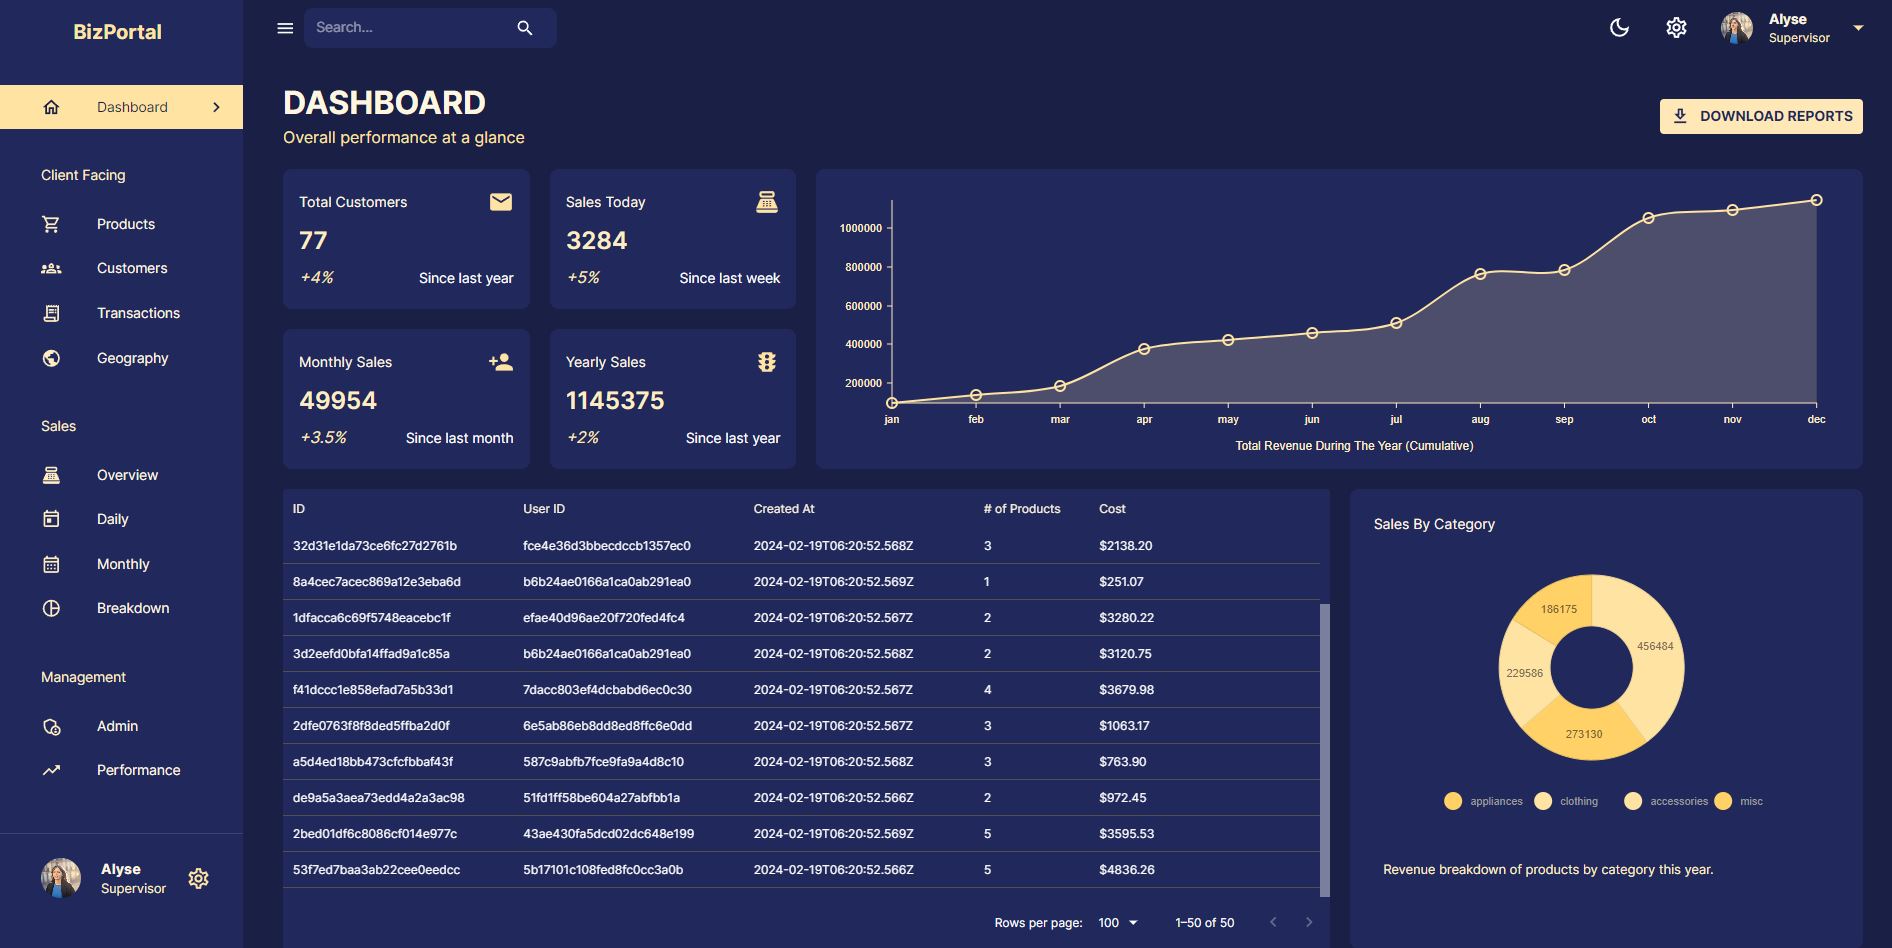 BizPortal
Search...
Alyse
Supervisor
Dashboard
Client Facing
Products
Customers
Transactions
Geography
Sales
Overview
Daily
Monthly
Breakdown
Management
Admin
Performance
Alyse
Supervisor
DASHBOARD
Overall performance at a glance
DOWNLOAD REPORTS
Total Customers
77
+4% Since last year
Sales Today
3284
+5% Since last week
Monthly Sales
49954
+3.5% Since last month
Yearly Sales
1145375
+2% Since last year
1000000
800000
600000
400000
200000
jan feb mar apr may jun jul aug sep oct nov dec
Total Revenue During The Year (Cumulative)
ID User ID Created At # of Products Cost
32d31e1da73ce6fc27d2761b fce4e36d3bbecdccb1357ec0 2024-02-19T06:20:52.568Z 3 $2138.20
8a4cec7acec869a12e3eba6d b6b24ae0166a1ca0ab291ea0 2024-02-19T06:20:52.569Z 1 $251.07
1dfacca6c69f5748eacebc1f efae40d96ae20f720fed4fc4 2024-02-19T06:20:52.567Z 2 $3280.22
3d2eefd0bfa14ffad9a1c85a b6b24ae0166a1ca0ab291ea0 2024-02-19T06:20:52.568Z 2 $3120.75
f41dccc1e858efad7a5b33d1 7dacc803ef4dcbabd6ec0c30 2024-02-19T06:20:52.567Z 4 $3679.98
2dfe0763f8f8ded5ffba2d0f 6e5ab86eb8dd8ed8ffc6e0dd 2024-02-19T06:20:52.567Z 3 $1063.17
a5d4ed18bb473cfcfbbaf43f 587c9abfb7fce9fa9a4d8c10 2024-02-19T06:20:52.568Z 3 $763.90
de9a5a3aea73edd4a2a3ac98 51fd1ff58be604a27abfbb1a 2024-02-19T06:20:52.566Z 2 $972.45
2bed01df6c8086cf014e977c 43ae430fa5dcd02dc648e199 2024-02-19T06:20:52.569Z 5 $3595.53
53f7ed7baa3ab22cee0eedcc 5b17101c108fed8fc0cc3a0b 2024-02-19T06:20:52.566Z 5 $4836.26
Rows per page: 100 1–50 of 50
Sales By Category
186175
456484
229586
273130
appliances clothing accessories misc
Revenue breakdown of products by category this year.